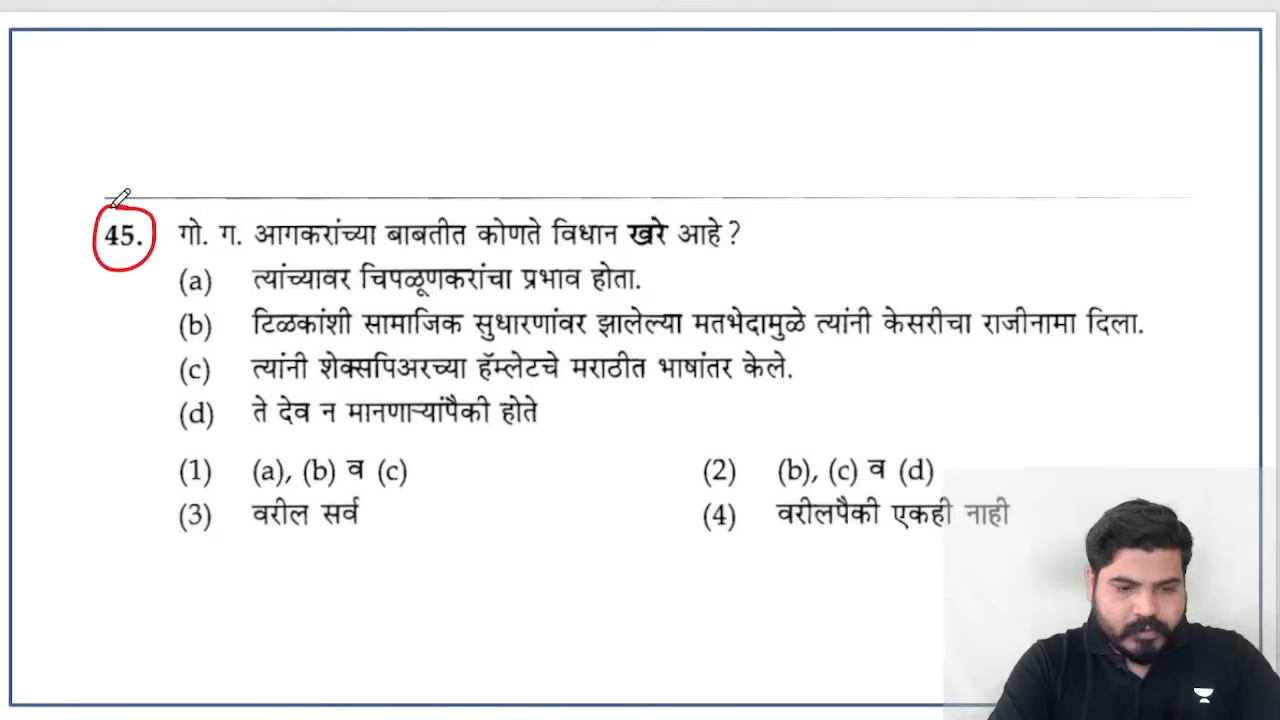 45. गो. ग. आगकरांच्या बाबतीत कोणते विधान खरे आहे ?
(a) त्यांच्यावर चिपळूणकरांचा प्रभाव होता.
(b) टिळकांशी सामाजिक सुधारणांवर झालेल्या मतभेदामुळे त्यांनी केसरीचा राजीनामा दिला.
(c) त्यांनी शेक्सपिअरच्या हॅम्लेटचे मराठीत भाषांतर केले.
(d) ते देव न मानणाऱ्यांपैकी होते
(1) (a), (b) व (c) (2) (b), (c) व (d)
(3) वरील सर्व (4) वरीलपैकी एकही नाही